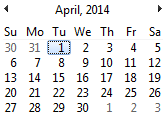 April, 2014
Su Mo Tu We Th Fr Sa
30 31 1 2 3 4 5
6 7 8 9 10 11 12
13 14 15 16 17 18 19
20 21 22 23 24 25 26
27 28 29 30 1 2 3